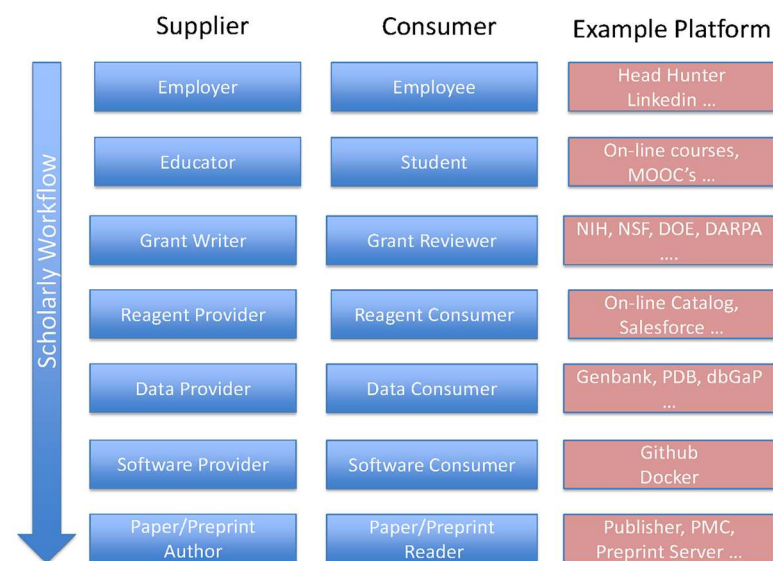 Supplier
Consumer
Example Platform
Scholarly Workflow
Employer
Employee
Head Hunter
Linkedin ...
Educator
Student
On-line courses,
MOOC's ...
Grant Writer
Grant Reviewer
NIH, NSF, DOE, DARPA
....
Reagent Provider
Reagent Consumer
On-line Catalog,
Salesforce ...
Data Provider
Data Consumer
Genbank, PDB, dbGaP
...
Software Provider
Software Consumer
Github
Docker
Paper/Preprint
Author
Paper/Preprint
Reader
Publisher, PMC,
Preprint Server ...